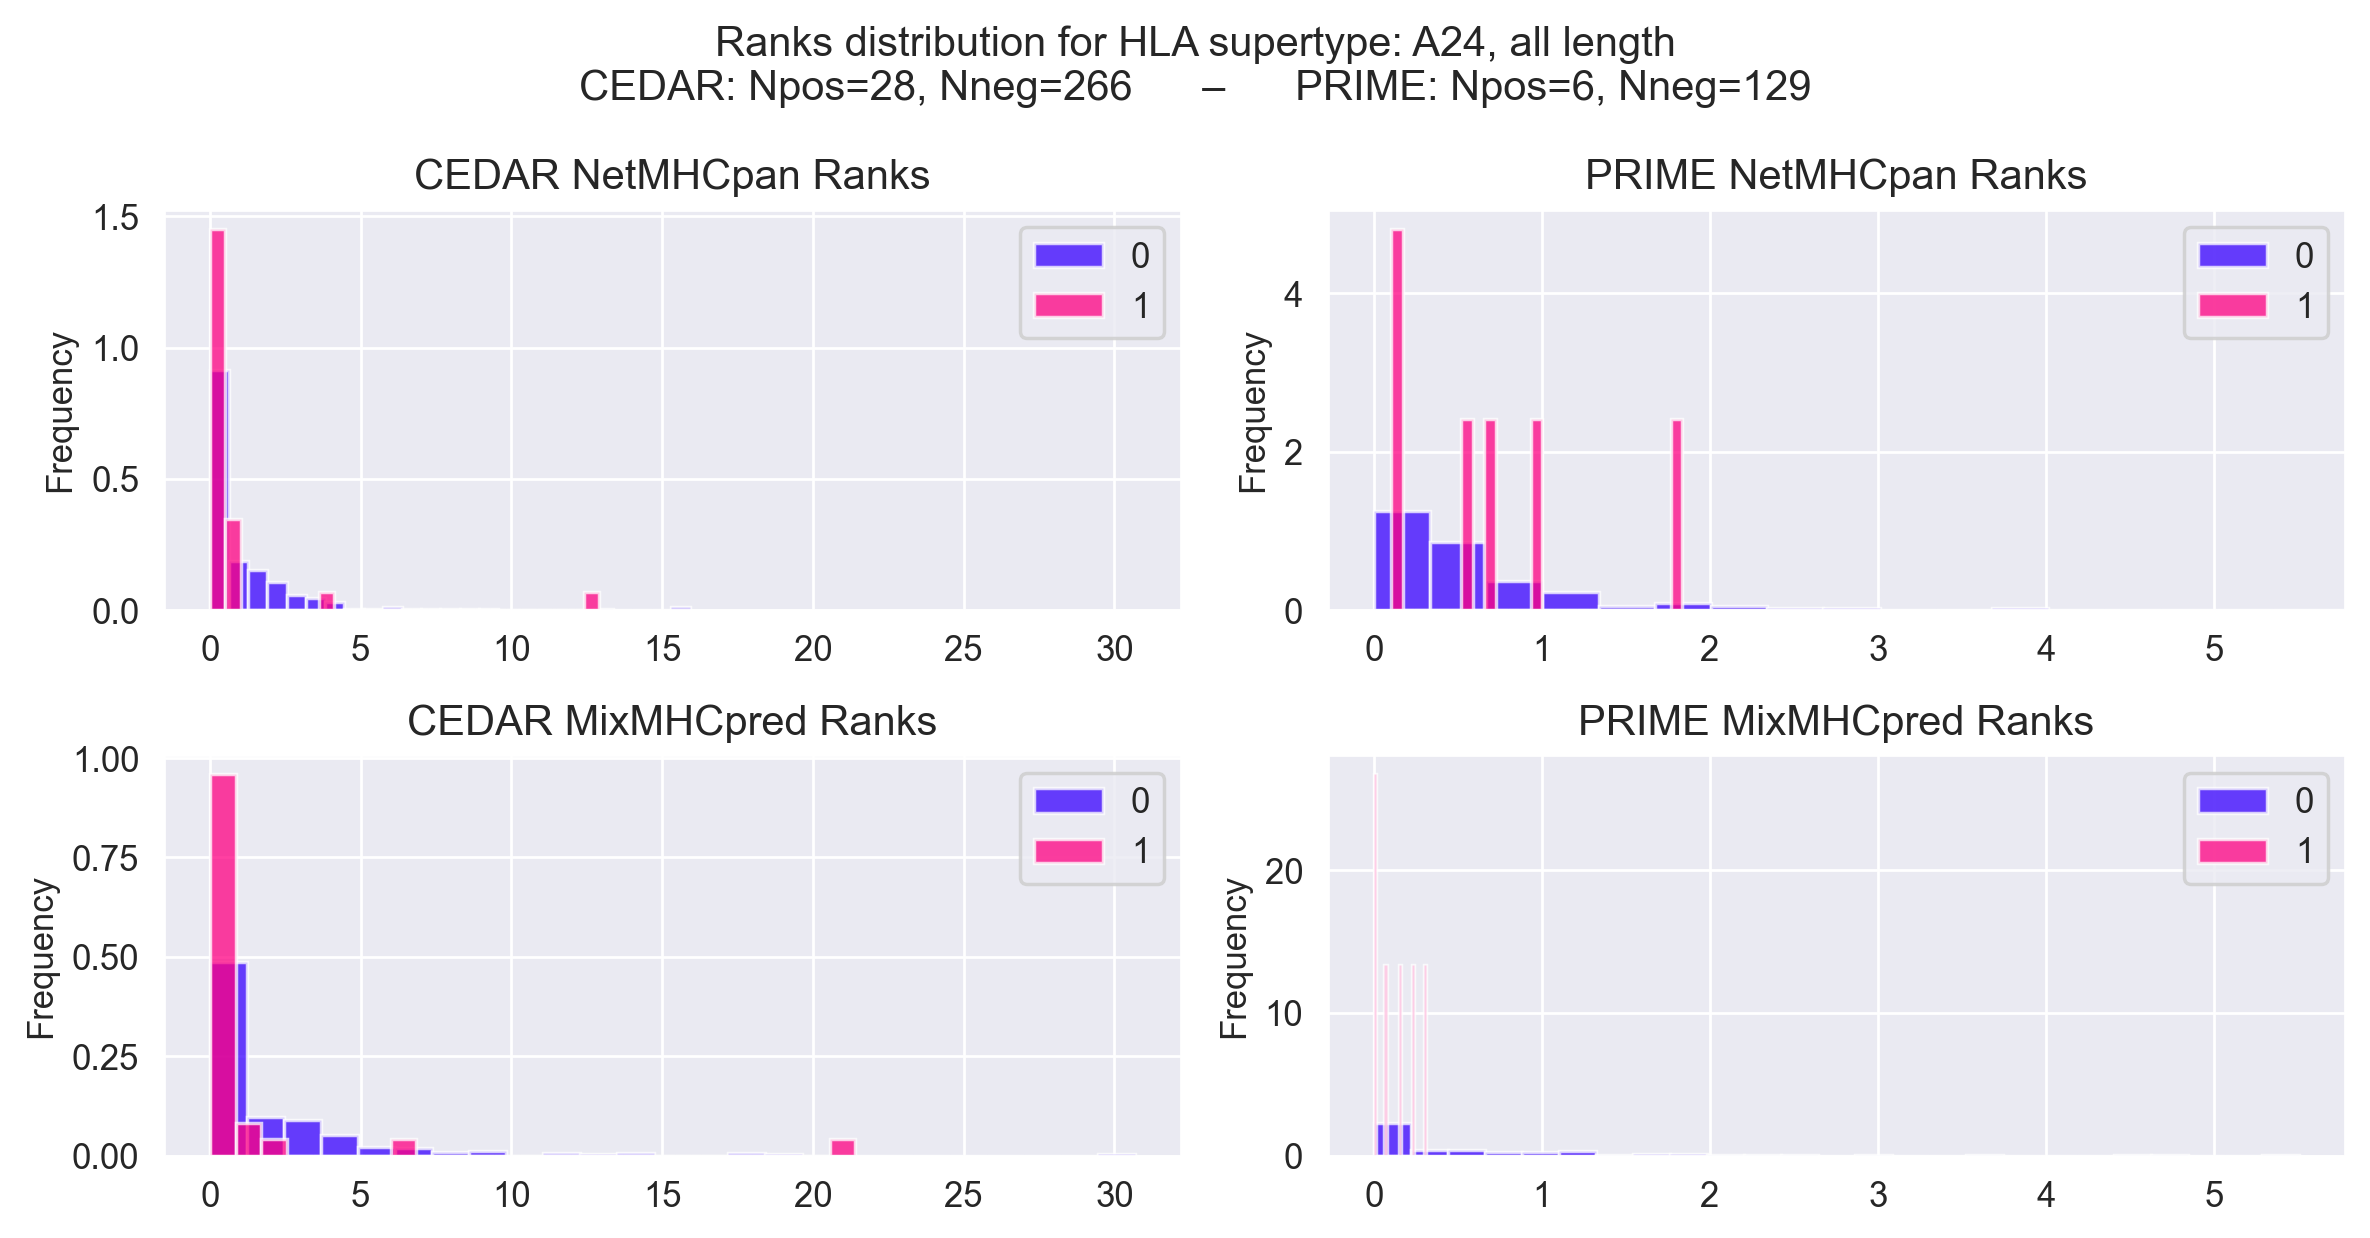 Ranks distribution for HLA supertype: A24, all length
CEDAR: Npos=28, Nneg=266 – PRIME: Npos=6, Nneg=129
CEDAR NetMHCpan Ranks
1.5
1.0
0.5
0.0
Frequency
0 5 10 15 20 25 30
0
1
PRIME NetMHCpan Ranks
4
2
0
Frequency
0 1 2 3 4 5
0
1
CEDAR MixMHCpred Ranks
1.00
0.75
0.50
0.25
0.00
Frequency
0 5 10 15 20 25 30
0
1
PRIME MixMHCpred Ranks
20
10
0
Frequency
0 1 2 3 4 5
0
1